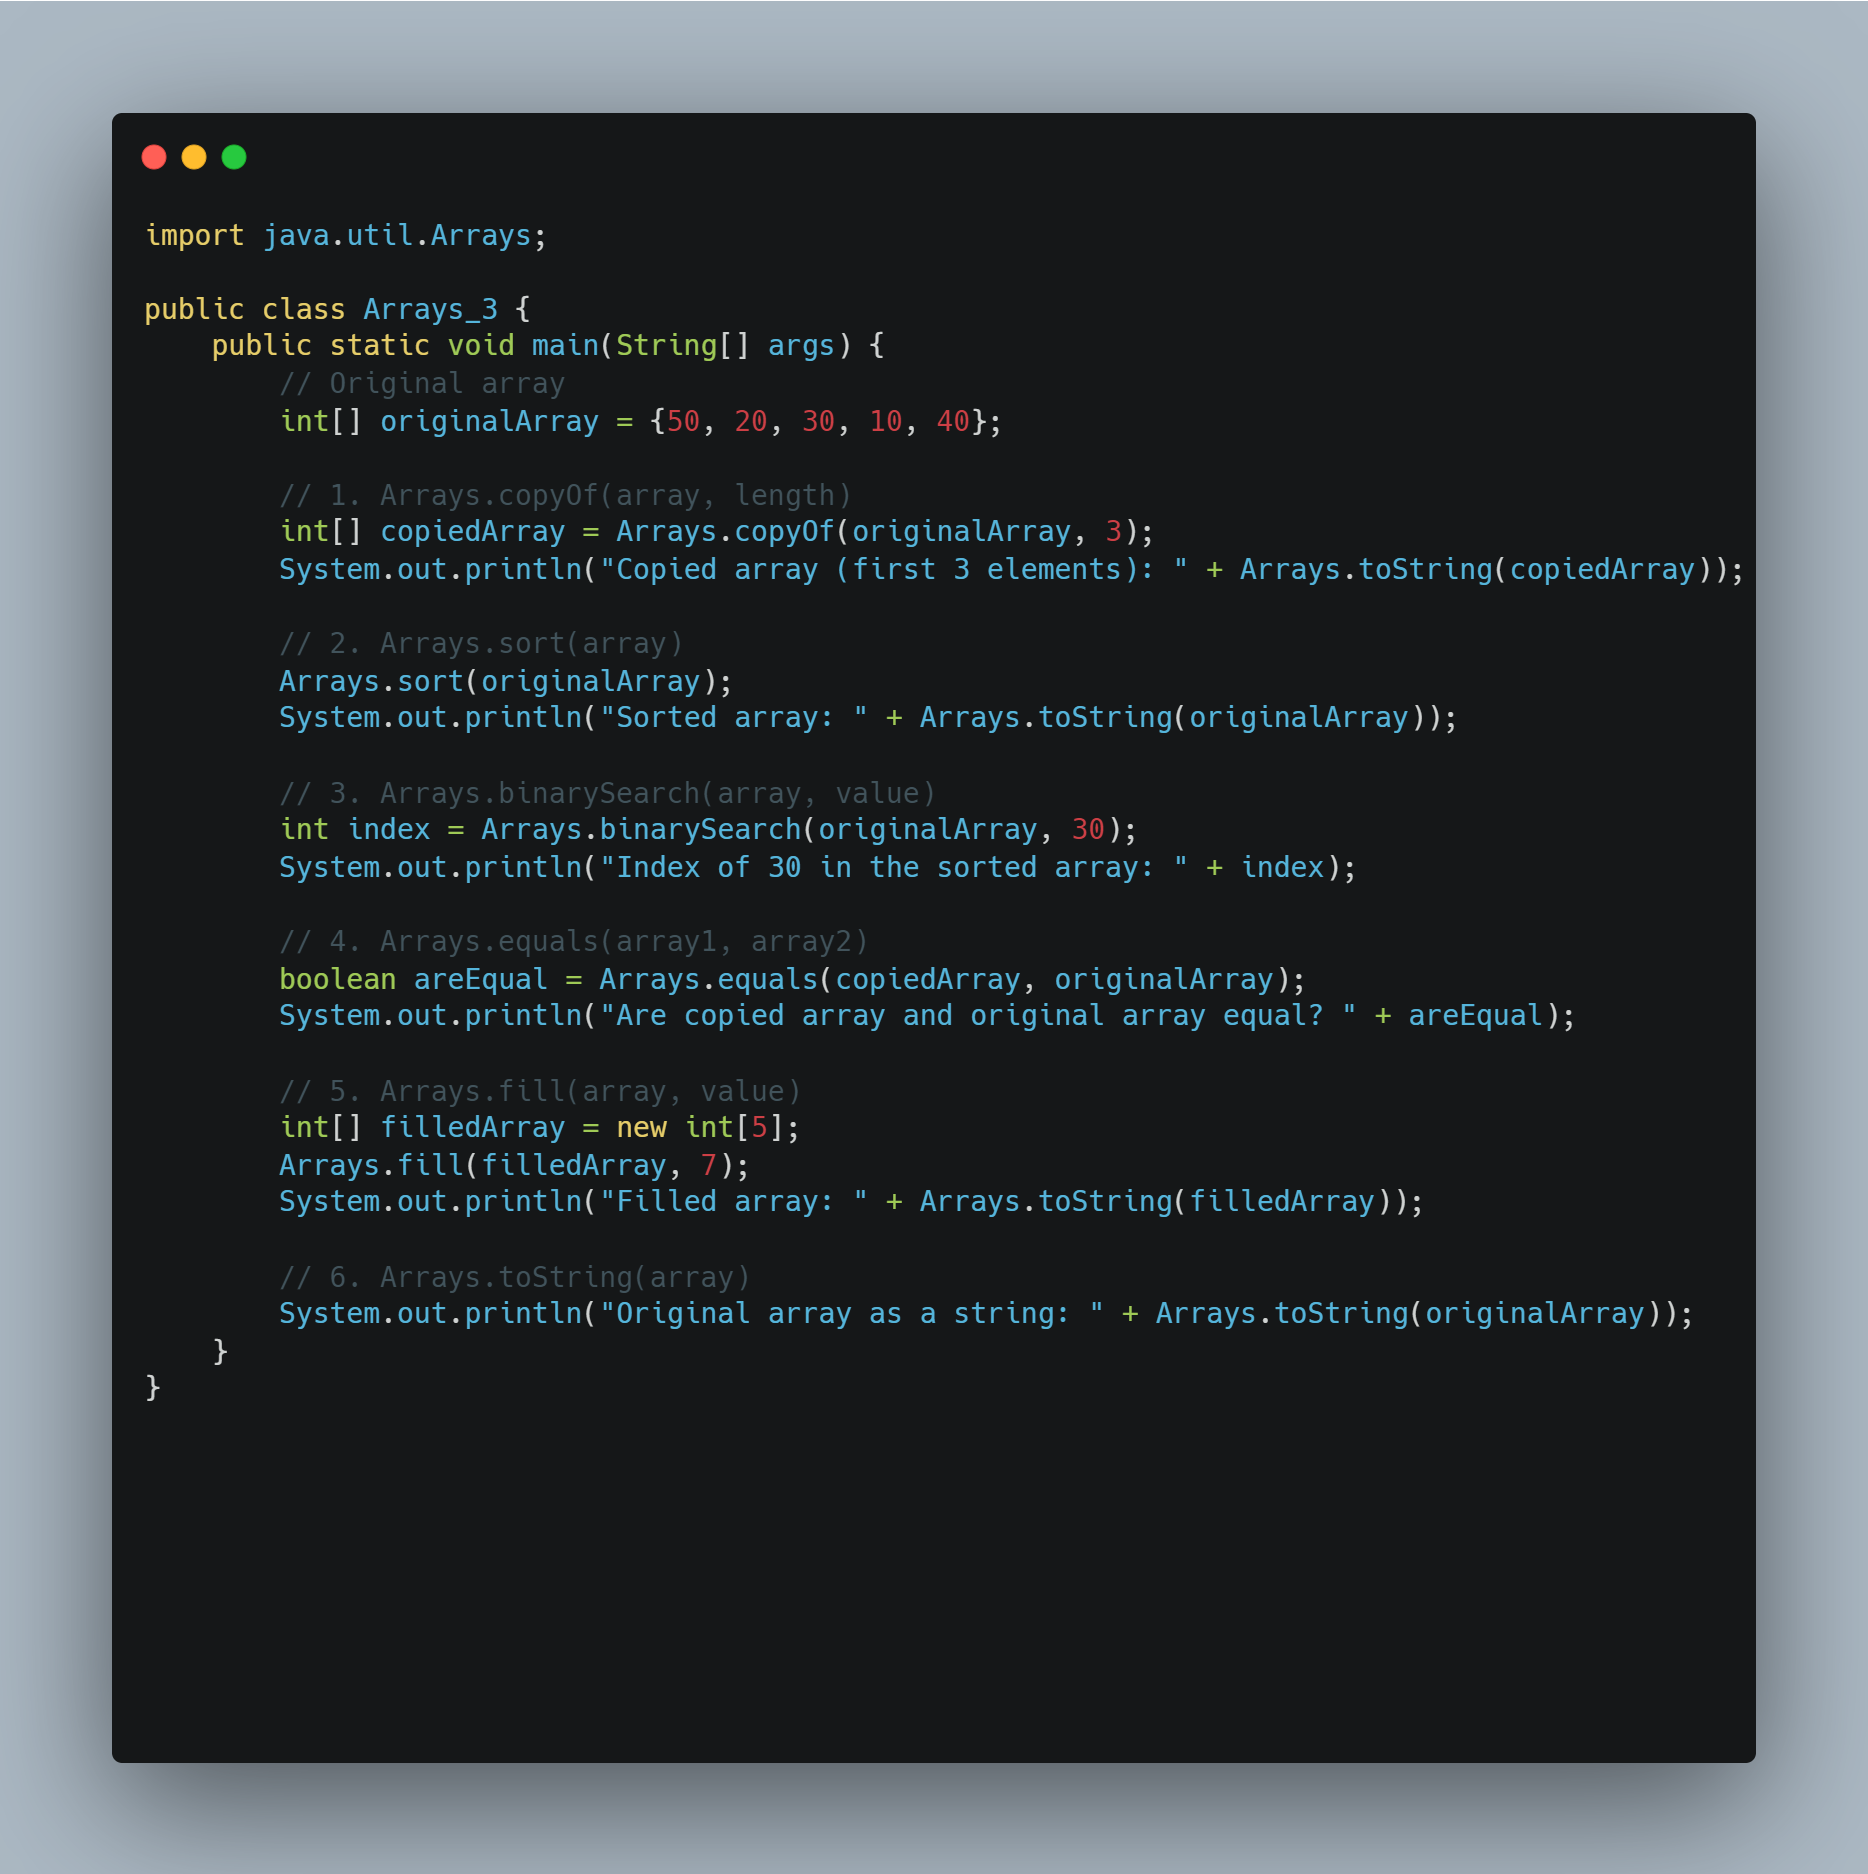 import java.util.Arrays;

public class Arrays_3 {
    public static void main(String[] args) {
        // Original array
        int[] originalArray = {50, 20, 30, 10, 40};

        // 1. Arrays.copyOf(array, length)
        int[] copiedArray = Arrays.copyOf(originalArray, 3);
        System.out.println("Copied array (first 3 elements): " + Arrays.toString(copiedArray));

        // 2. Arrays.sort(array)
        Arrays.sort(originalArray);
        System.out.println("Sorted array: " + Arrays.toString(originalArray));

        // 3. Arrays.binarySearch(array, value)
        int index = Arrays.binarySearch(originalArray, 30);
        System.out.println("Index of 30 in the sorted array: " + index);

        // 4. Arrays.equals(array1, array2)
        boolean areEqual = Arrays.equals(copiedArray, originalArray);
        System.out.println("Are copied array and original array equal? " + areEqual);

        // 5. Arrays.fill(array, value)
        int[] filledArray = new int[5];
        Arrays.fill(filledArray, 7);
        System.out.println("Filled array: " + Arrays.toString(filledArray));

        // 6. Arrays.toString(array)
        System.out.println("Original array as a string: " + Arrays.toString(originalArray));
    }
}